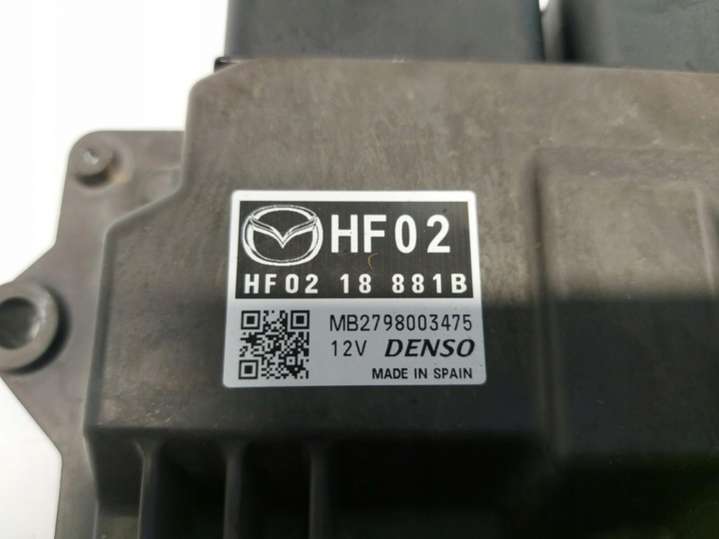 HF02
HF02 18 881B
MB2798003475
12V DENSO
MADE IN SPAIN